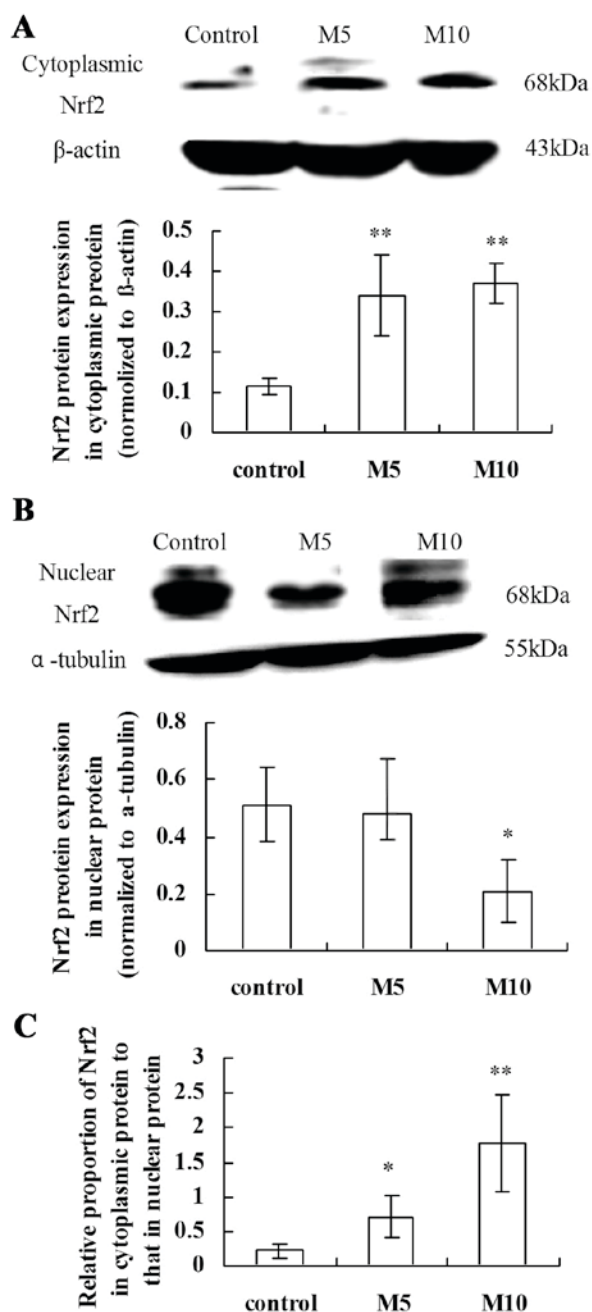 A
Control M5 M10
Cytoplasmic
Nrf2
68kDa
β-actin
43kDa
Nrf2 protein expression
in cytoplasmic preotein
(normolized to ß-actin)
0.5
0.4
0.3
0.2
0.1
0
**
**
control M5 M10
B
Control M5 M10
Nuclear
Nrf2
68kDa
α-tubulin
55kDa
Nrf2 preotein expression
in nuclear protein
(normalized to a-tubulin)
0.8
0.6
0.4
0.2
0
*
control M5 M10
C
Relative proportion of Nrf2
in cytoplasmic protein to
that in nuclear protein
3
2.5
2
1.5
1
0.5
0
*
**
control M5 M10